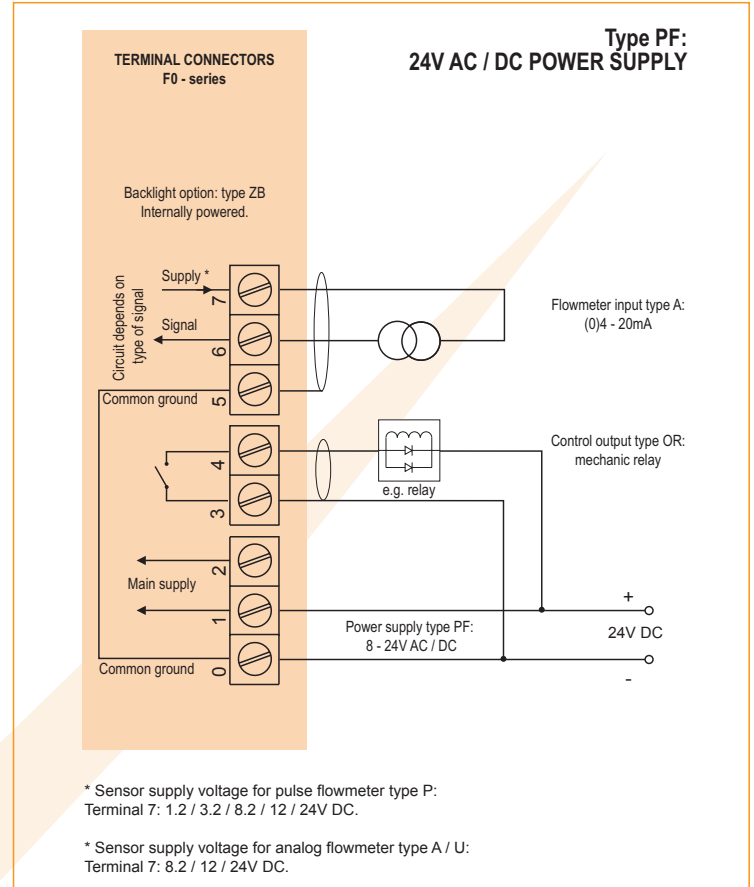 Type PF:
24V AC / DC POWER SUPPLY
TERMINAL CONNECTORS
F0 - series
Backlight option: type ZB
Internally powered.
Circuit depends on
type of signal
Supply *
7
Signal
6
Common ground
5
Flowmeter input type A:
(0)4 - 20mA
4
3
e.g. relay
Control output type OR:
mechanic relay
2
Main supply
1
Common ground
0
Power supply type PF:
8 - 24V AC / DC
+
24V DC
-
* Sensor supply voltage for pulse flowmeter type P:
Terminal 7: 1.2 / 3.2 / 8.2 / 12 / 24V DC.
* Sensor supply voltage for analog flowmeter type A / U:
Terminal 7: 8.2 / 12 / 24V DC.